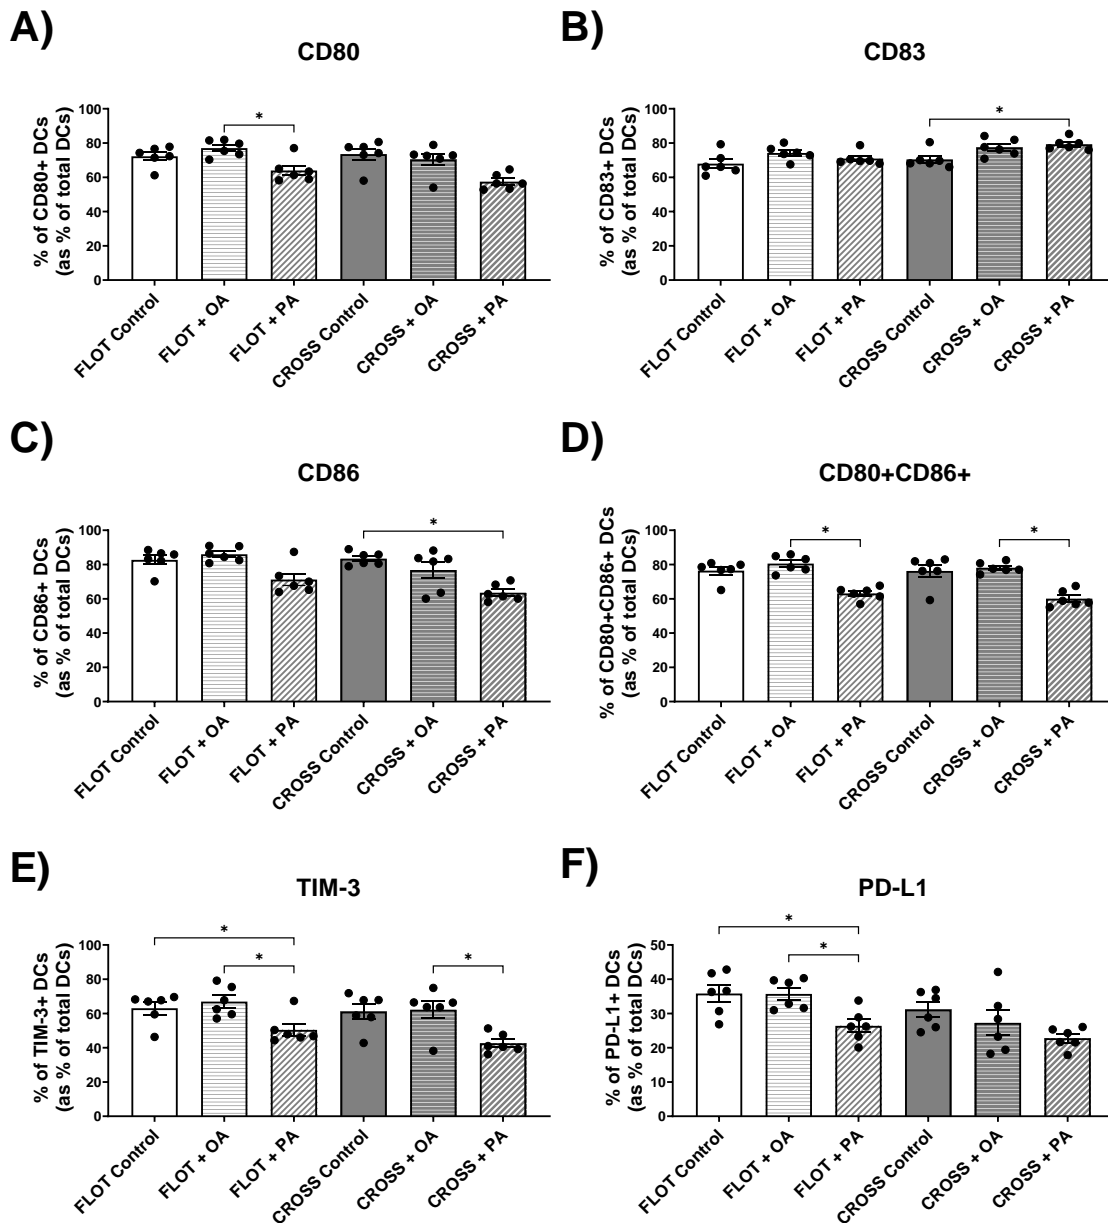 A)
CD80
% of CD80+ DCs
(as % of total DCs)
100
80
60
40
20
0
*
FLOT Control
FLOT + OA
FLOT + PA
CROSS Control
CROSS + OA
CROSS + PA
B)
CD83
% of CD83+ DCs
(as % of total DCs)
100
80
60
40
20
0
*
FLOT Control
FLOT + OA
FLOT + PA
CROSS Control
CROSS + OA
CROSS + PA
C)
CD86
% of CD86+ DCs
(as % of total DCs)
100
80
60
40
20
0
*
FLOT Control
FLOT + OA
FLOT + PA
CROSS Control
CROSS + OA
CROSS + PA
D)
CD80+CD86+
% of CD80+CD86+ DCs
(as % of total DCs)
100
80
60
40
20
0
*
*
FLOT Control
FLOT + OA
FLOT + PA
CROSS Control
CROSS + OA
CROSS + PA
E)
TIM-3
% of TIM-3+ DCs
(as % of total DCs)
100
80
60
40
20
0
*
*
*
FLOT Control
FLOT + OA
FLOT + PA
CROSS Control
CROSS + OA
CROSS + PA
F)
PD-L1
% of PD-L1+ DCs
(as % of total DCs)
50
40
30
20
10
0
*
*
FLOT Control
FLOT + OA
FLOT + PA
CROSS Control
CROSS + OA
CROSS + PA